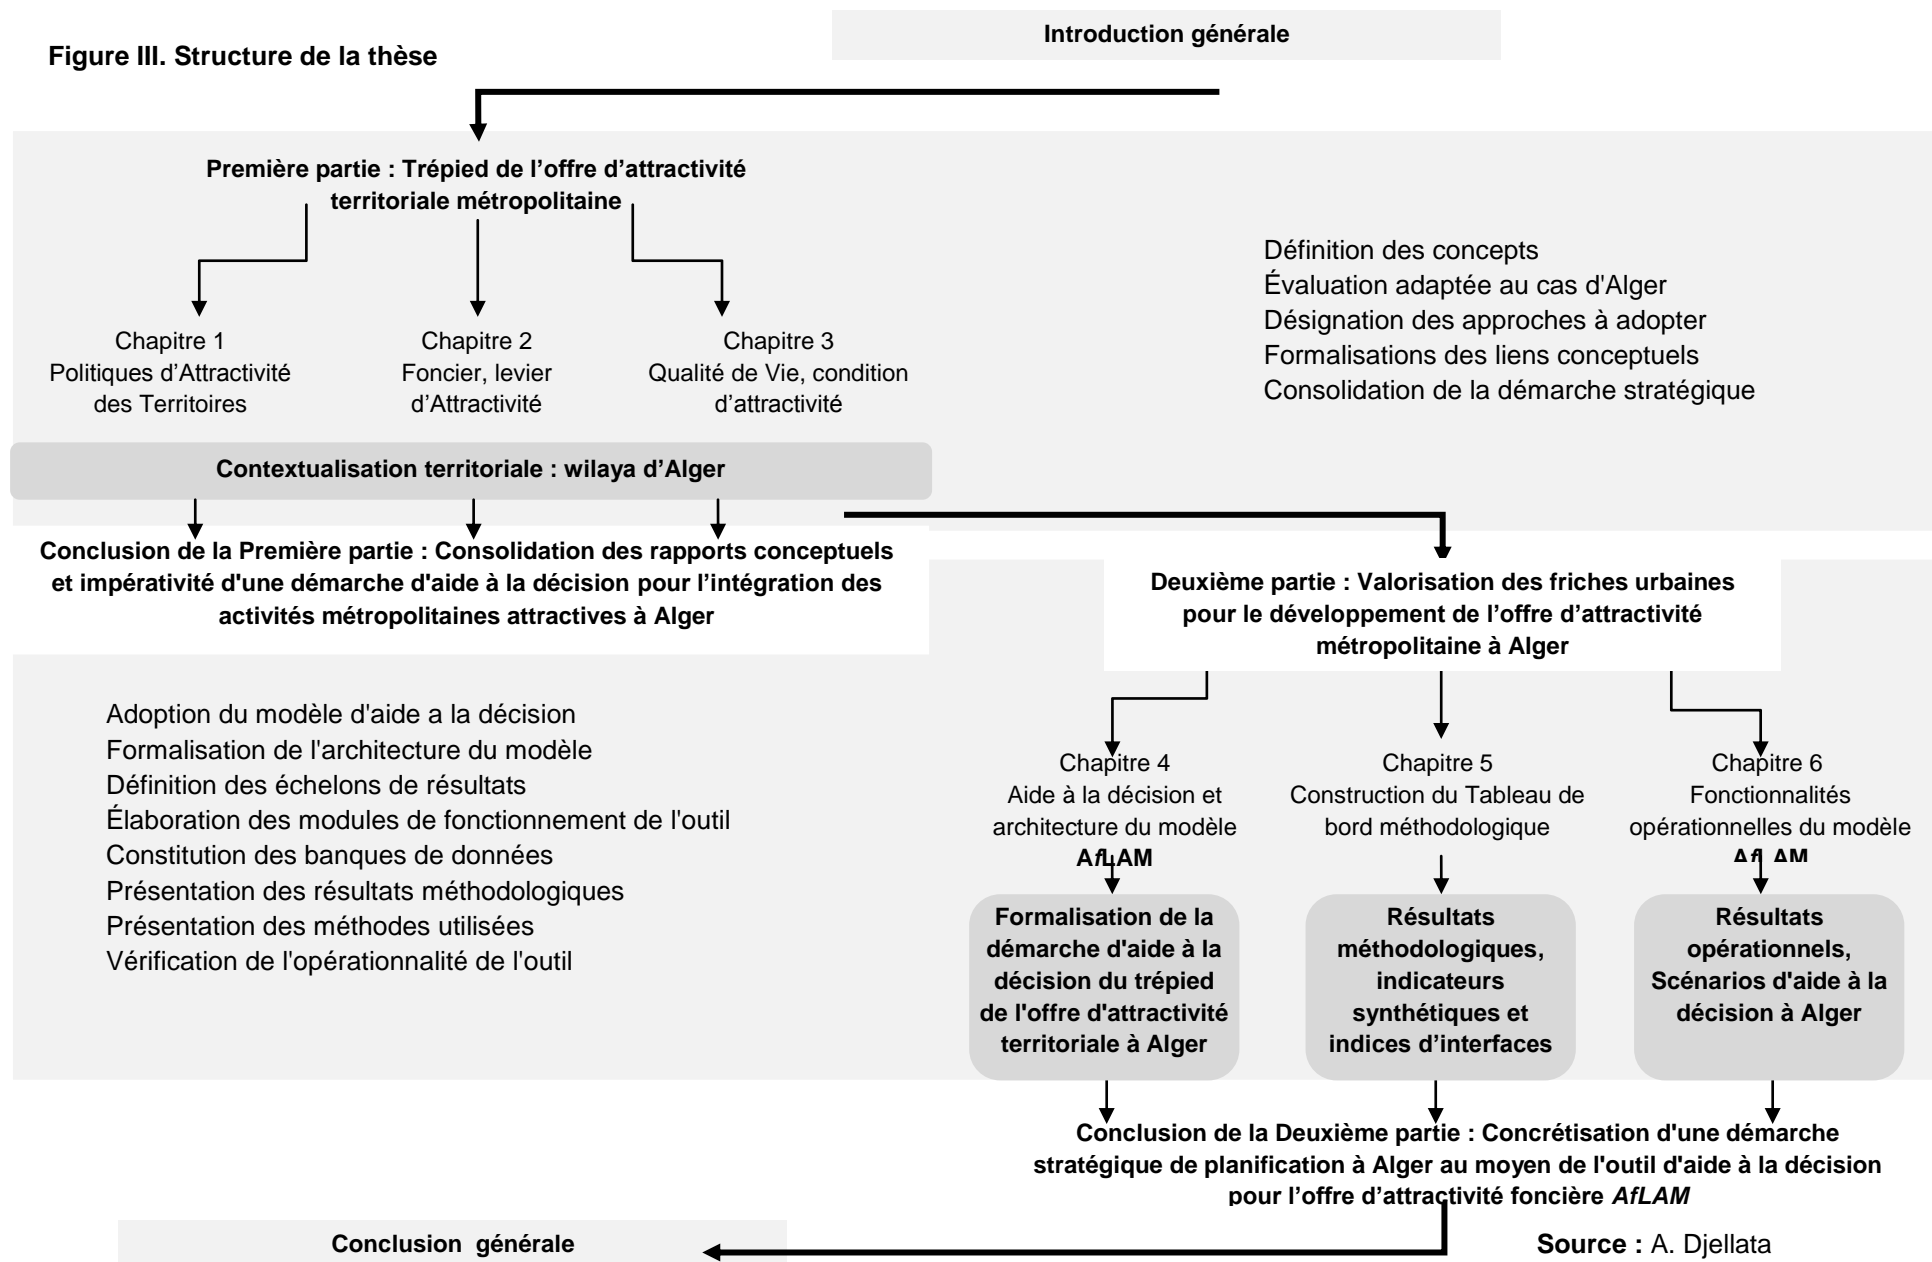 Introduction générale
Figure III. Structure de la thèse
Première partie : Trépied de l’offre d’attractivité
territoriale métropolitaine
Chapitre 1
Politiques d’Attractivité
des Territoires
Chapitre 2
Foncier, levier
d’Attractivité
Chapitre 3
Qualité de Vie, condition
d’attractivité
Définition des concepts
Évaluation adaptée au cas d'Alger
Désignation des approches à adopter
Formalisations des liens conceptuels
Consolidation de la démarche stratégique
Contextualisation territoriale : wilaya d’Alger
Conclusion de la Première partie : Consolidation des rapports conceptuels
et impérativité d'une démarche d'aide à la décision pour l’intégration des
activités métropolitaines attractives à Alger
Deuxième partie : Valorisation des friches urbaines
pour le développement de l’offre d’attractivité
métropolitaine à Alger
Adoption du modèle d'aide a la décision
Formalisation de l'architecture du modèle
Définition des échelons de résultats
Élaboration des modules de fonctionnement de l'outil
Constitution des banques de données
Présentation des résultats méthodologiques
Présentation des méthodes utilisées
Vérification de l'opérationnalité de l'outil
Chapitre 4
Aide à la décision et
architecture du modèle
AfLAM
Chapitre 5
Construction du Tableau de
bord méthodologique
Chapitre 6
Fonctionnalités
opérationnelles du modèle
AfLAM
Formalisation de la
démarche d'aide à la
décision du trépied
de l'offre d'attractivité
territoriale à Alger
Résultats
méthodologiques,
indicateurs
synthétiques et
indices d’interfaces
Résultats
opérationnels,
Scénarios d'aide à la
décision à Alger
Conclusion de la Deuxième partie : Concrétisation d'une démarche
stratégique de planification à Alger au moyen de l'outil d'aide à la décision
pour l’offre d’attractivité foncière AfLAM
Conclusion générale
Source : A. Djellata